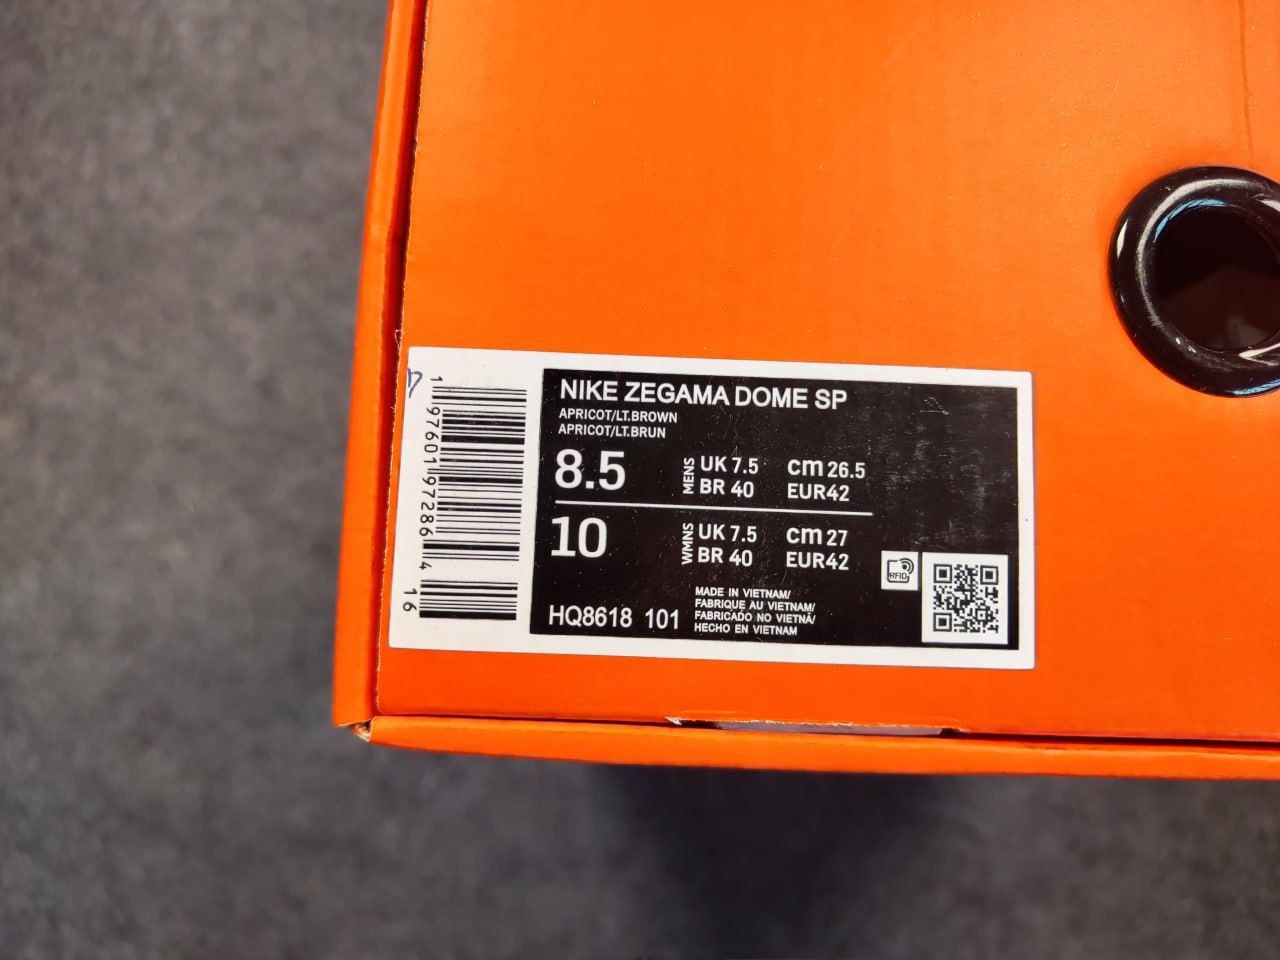 NIKE ZEGAMA DOME SP
APRICOT/LT.BROWN
APRICOT/LT.BRUN
8.5 MENS UK 7.5 cm 26.5
BR 40 EUR42
10 WMNS UK 7.5 cm 27
BR 40 EUR42
HQ8618 101
MADE IN VIETNAM/
FABRIQUE AU VIETNAM/
FABRICADO NO VIETNÃ/
HECHO EN VIETNAM
RFID
1 97601 97286 4 16